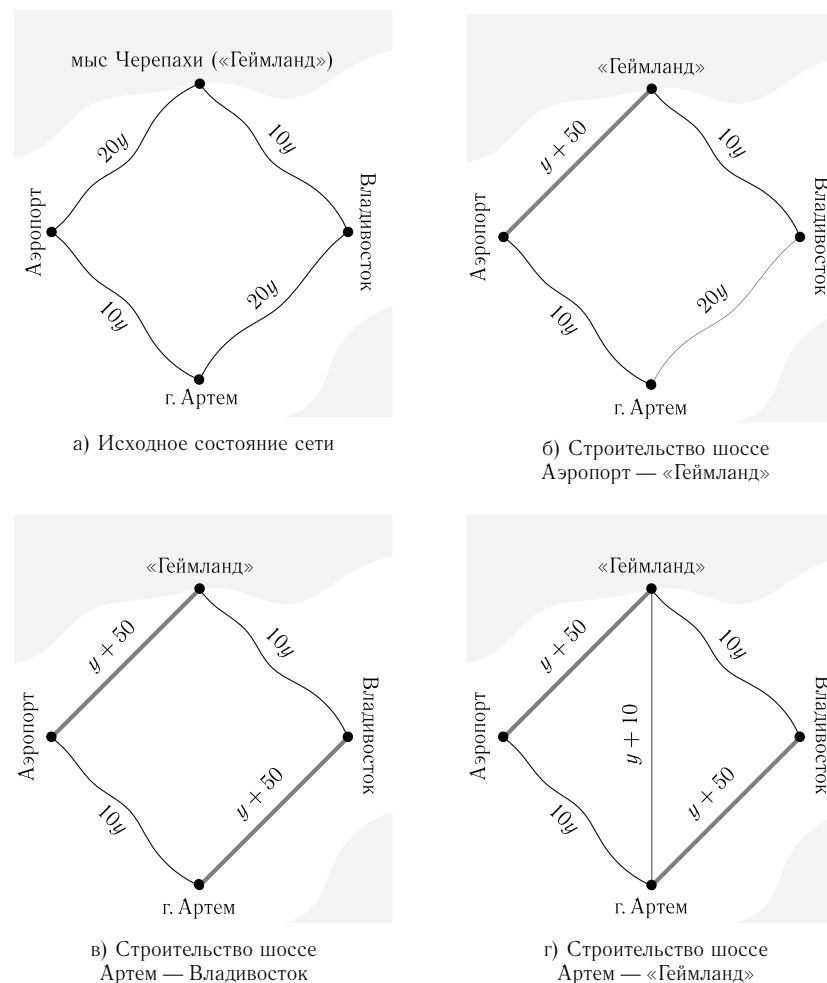 мыс Черепахи («Геймланд»)
20y
10y
Аэропорт
Владивосток
10y
20y
г. Артем
а) Исходное состояние сети
«Геймланд»
y + 50
10y
Аэропорт
Владивосток
10y
20y
г. Артем
б) Строительство шоссе
Аэропорт — «Геймланд»
«Геймланд»
y + 50
10y
Аэропорт
Владивосток
10y
y + 50
г. Артем
в) Строительство шоссе
Артем — Владивосток
«Геймланд»
y + 50
10y
Аэропорт
y + 10
Владивосток
10y
y + 50
г. Артем
г) Строительство шоссе
Артем — «Геймланд»